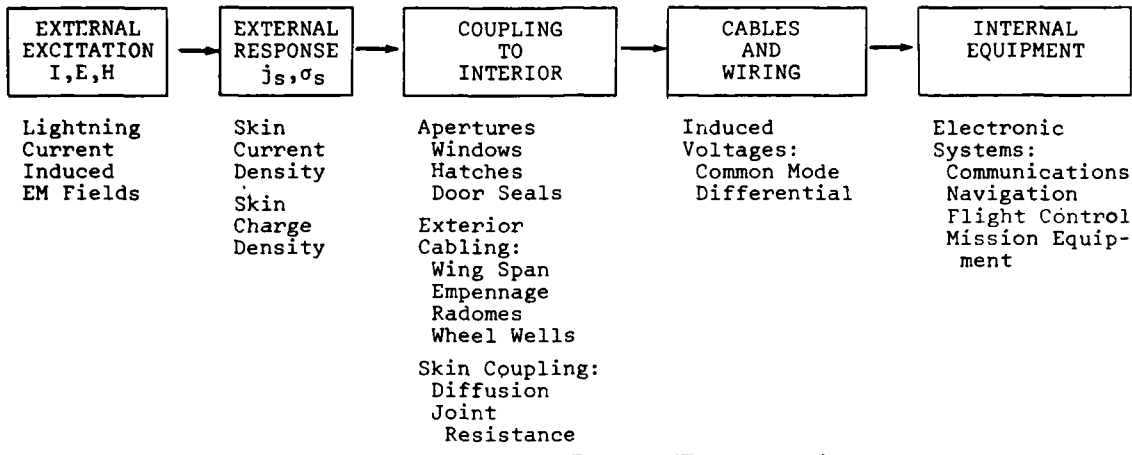 EXTERNAL
EXCITATION
I,E,H
EXTERNAL
RESPONSE
js,σs
COUPLING
TO
INTERIOR
CABLES
AND
WIRING
INTERNAL
EQUIPMENT
Lightning
Current
Induced
EM Fields
Skin
Current
Density
Skin
Charge
Density
Apertures
Windows
Hatches
Door Seals
Exterior
Cabling:
Wing Span
Empennage
Radomes
Wheel Wells
Skin Coupling:
Diffusion
Joint
Resistance
Induced
Voltages:
Common Mode
Differential
Electronic
Systems:
Communications
Navigation
Flight Control
Mission Equip-
ment